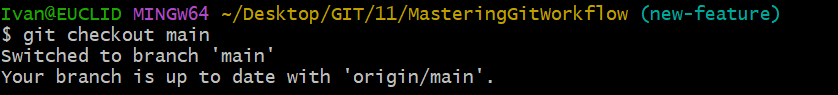 Ivan@EUCLID MINGW64 ~/Desktop/GIT/11/MasteringGitWorkflow (new-feature)
$ git checkout main
Switched to branch 'main'
Your branch is up to date with 'origin/main'.